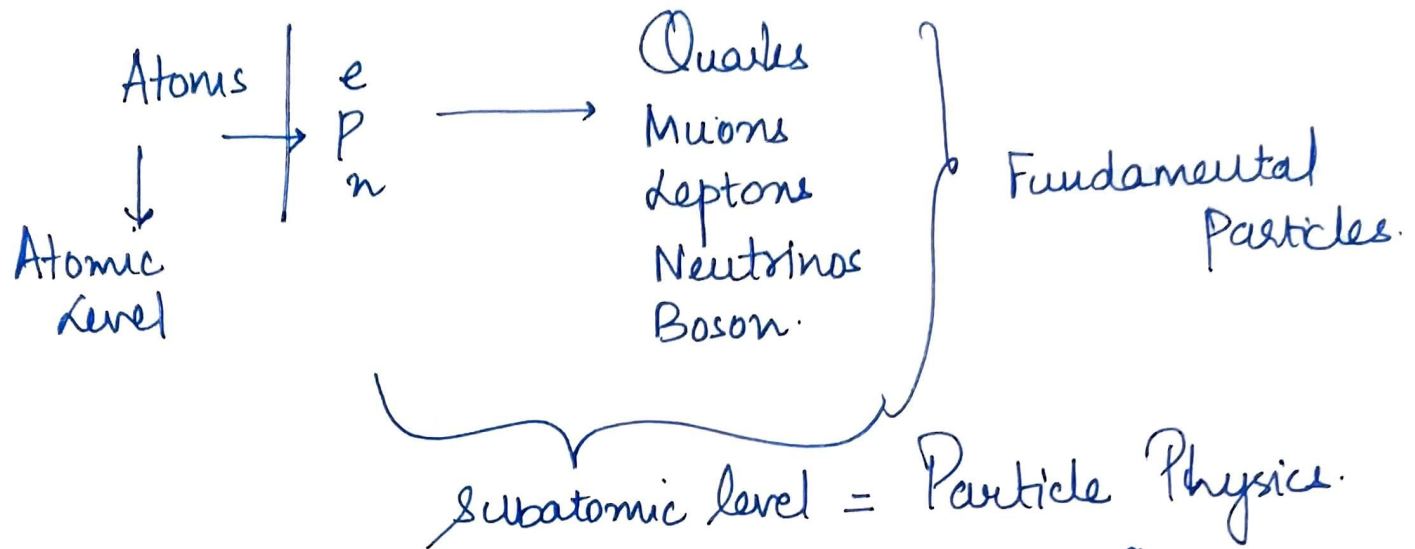 Atoms
Atomic
Level
e
p
n
Quarks
Muons
Leptons
Neutrinos
Boson.
Fundamental
Particles.
Subatomic level = Particle Physics.